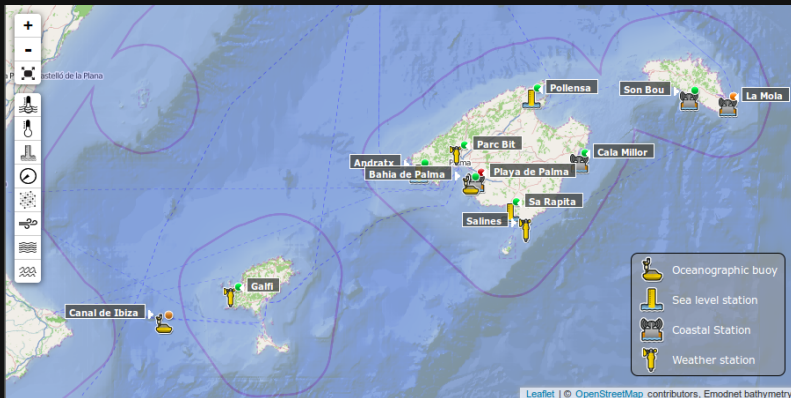 +
-
Castelló de la Plana
Pollensa
Son Bou
La Mola
Parc Bit
Cala Millor
Andratx
Palma
Bahia de Palma
Playa de Palma
Sa Rapita
Salines
Galfi
Canal de Ibiza
Oceanographic buoy
Sea level station
Coastal Station
Weather station
Leaflet | © OpenStreetMap contributors, Emodnet bathymetry